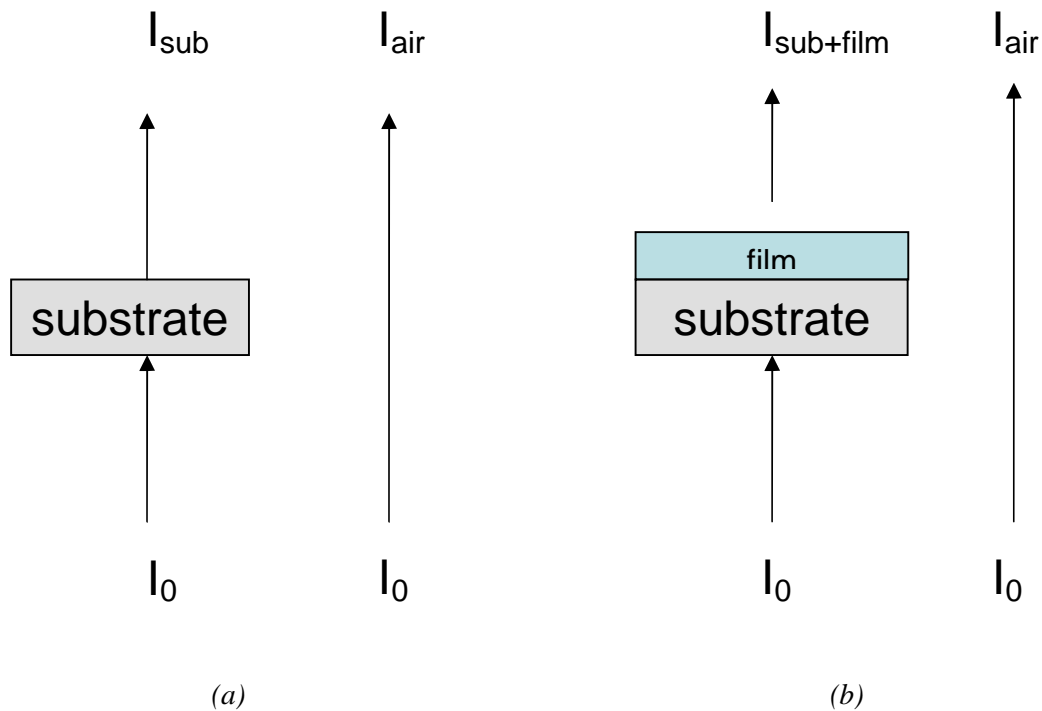 I_sub I_air I_sub+film I_air
film
substrate substrate
I_0 I_0 I_0 I_0
(a) (b)